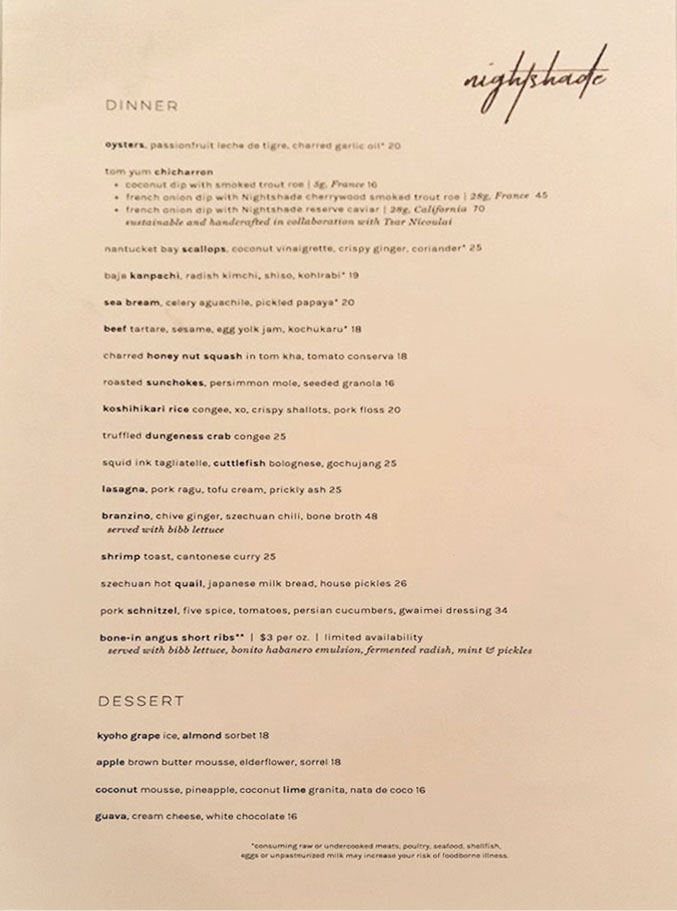 nightshade
DINNER
oysters, passionfruit leche de tigre, charred garlic oil* 20
tom yum chicharron
• coconut dip with smoked trout roe | 5g, France 16
• french onion dip with Nightshade cherrywood smoked trout roe | 28g, France 45
• french onion dip with Nightshade reserve caviar | 28g, California 70
sustainable and handcrafted in collaboration with Tsar Nicoulai
nantucket bay scallops, coconut vinaigrette, crispy ginger, coriander* 25
baja kanpachi, radish kimchi, shiso, kohlrabi* 19
sea bream, celery aguachile, pickled papaya* 20
beef tartare, sesame, egg yolk jam, kochukaru* 18
charred honey nut squash in tom kha, tomato conserva 18
roasted sunchokes, persimmon mole, seeded granola 16
koshihikari rice congee, xo, crispy shallots, pork floss 20
truffled dungeness crab congee 25
squid ink tagliatelle, cuttlefish bolognese, gochujang 25
lasagna, pork ragu, tofu cream, prickly ash 25
branzino, chive ginger, szechuan chili, bone broth 48
served with bibb lettuce
shrimp toast, cantonese curry 25
szechuan hot quail, japanese milk bread, house pickles 26
pork schnitzel, five spice, tomatoes, persian cucumbers, gwaimei dressing 34
bone-in angus short ribs** | $3 per oz. | limited availability
served with bibb lettuce, bonito habanero emulsion, fermented radish, mint & pickles
DESSERT
kyoho grape ice, almond sorbet 18
apple brown butter mousse, elderflower, sorrel 18
coconut mousse, pineapple, coconut lime granita, nata de coco 16
guava, cream cheese, white chocolate 16
*consuming raw or undercooked meats, poultry, seafood, shellfish,
eggs or unpasturized milk may increase your risk of foodborne illness.